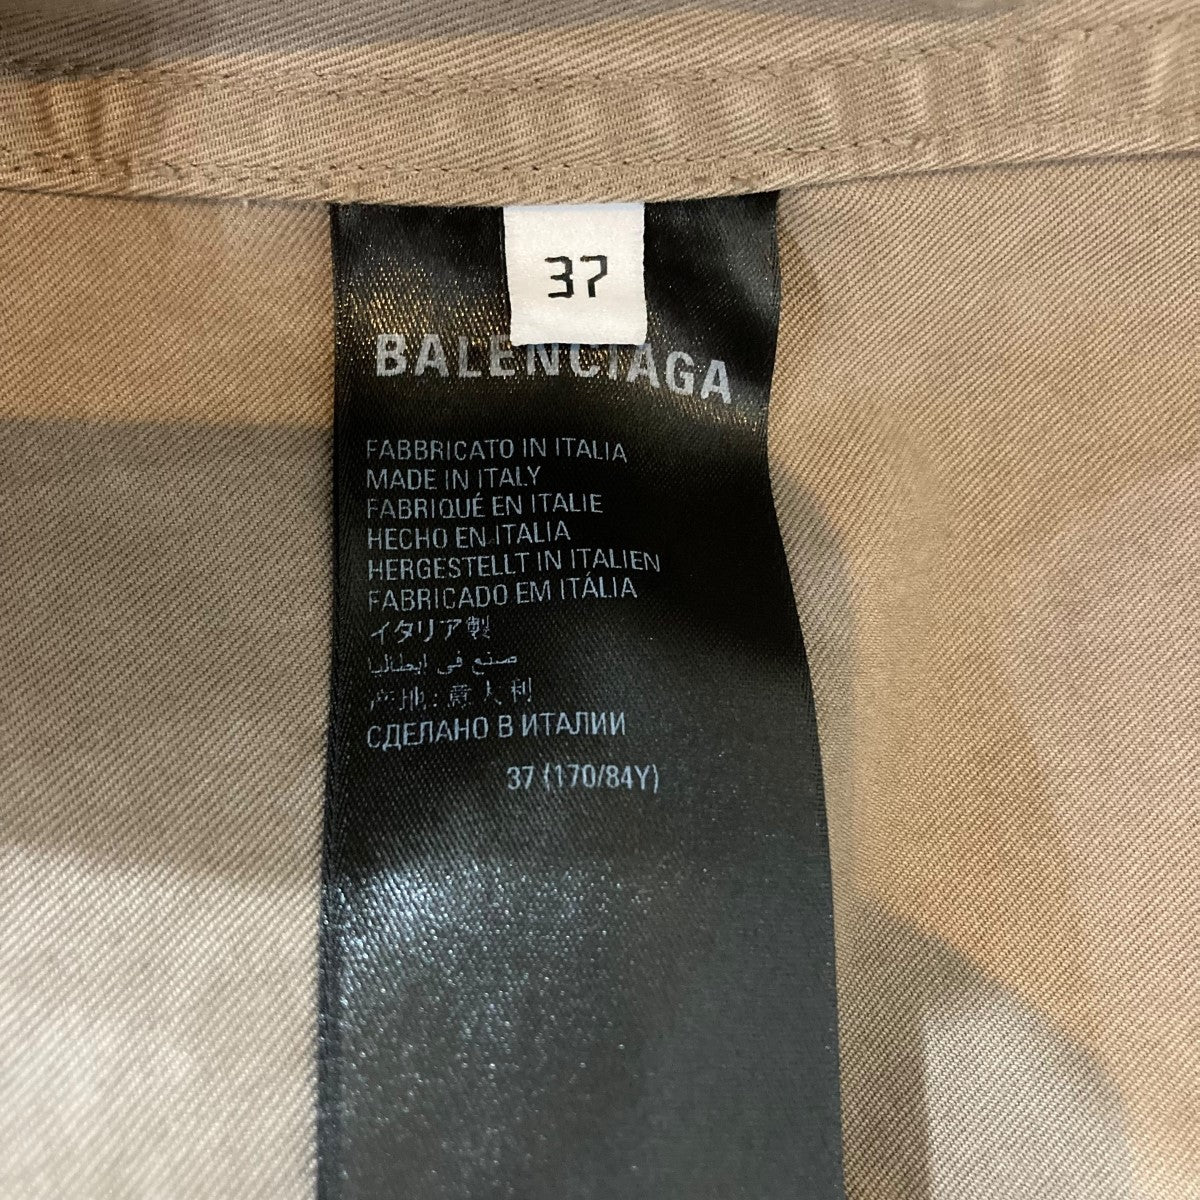 37
BALENCIAGA
FABBRICATO IN ITALIA
MADE IN ITALY
FABRIQUÉ EN ITALIE
HECHO EN ITALIA
HERGESTELLT IN ITALIEN
FABRICADO EM ITÁLIA
イタリア製
صنع في ايطاليا
产地: 意大利
СДЕЛАНО В ИТАЛИИ
37 (170/84Y)